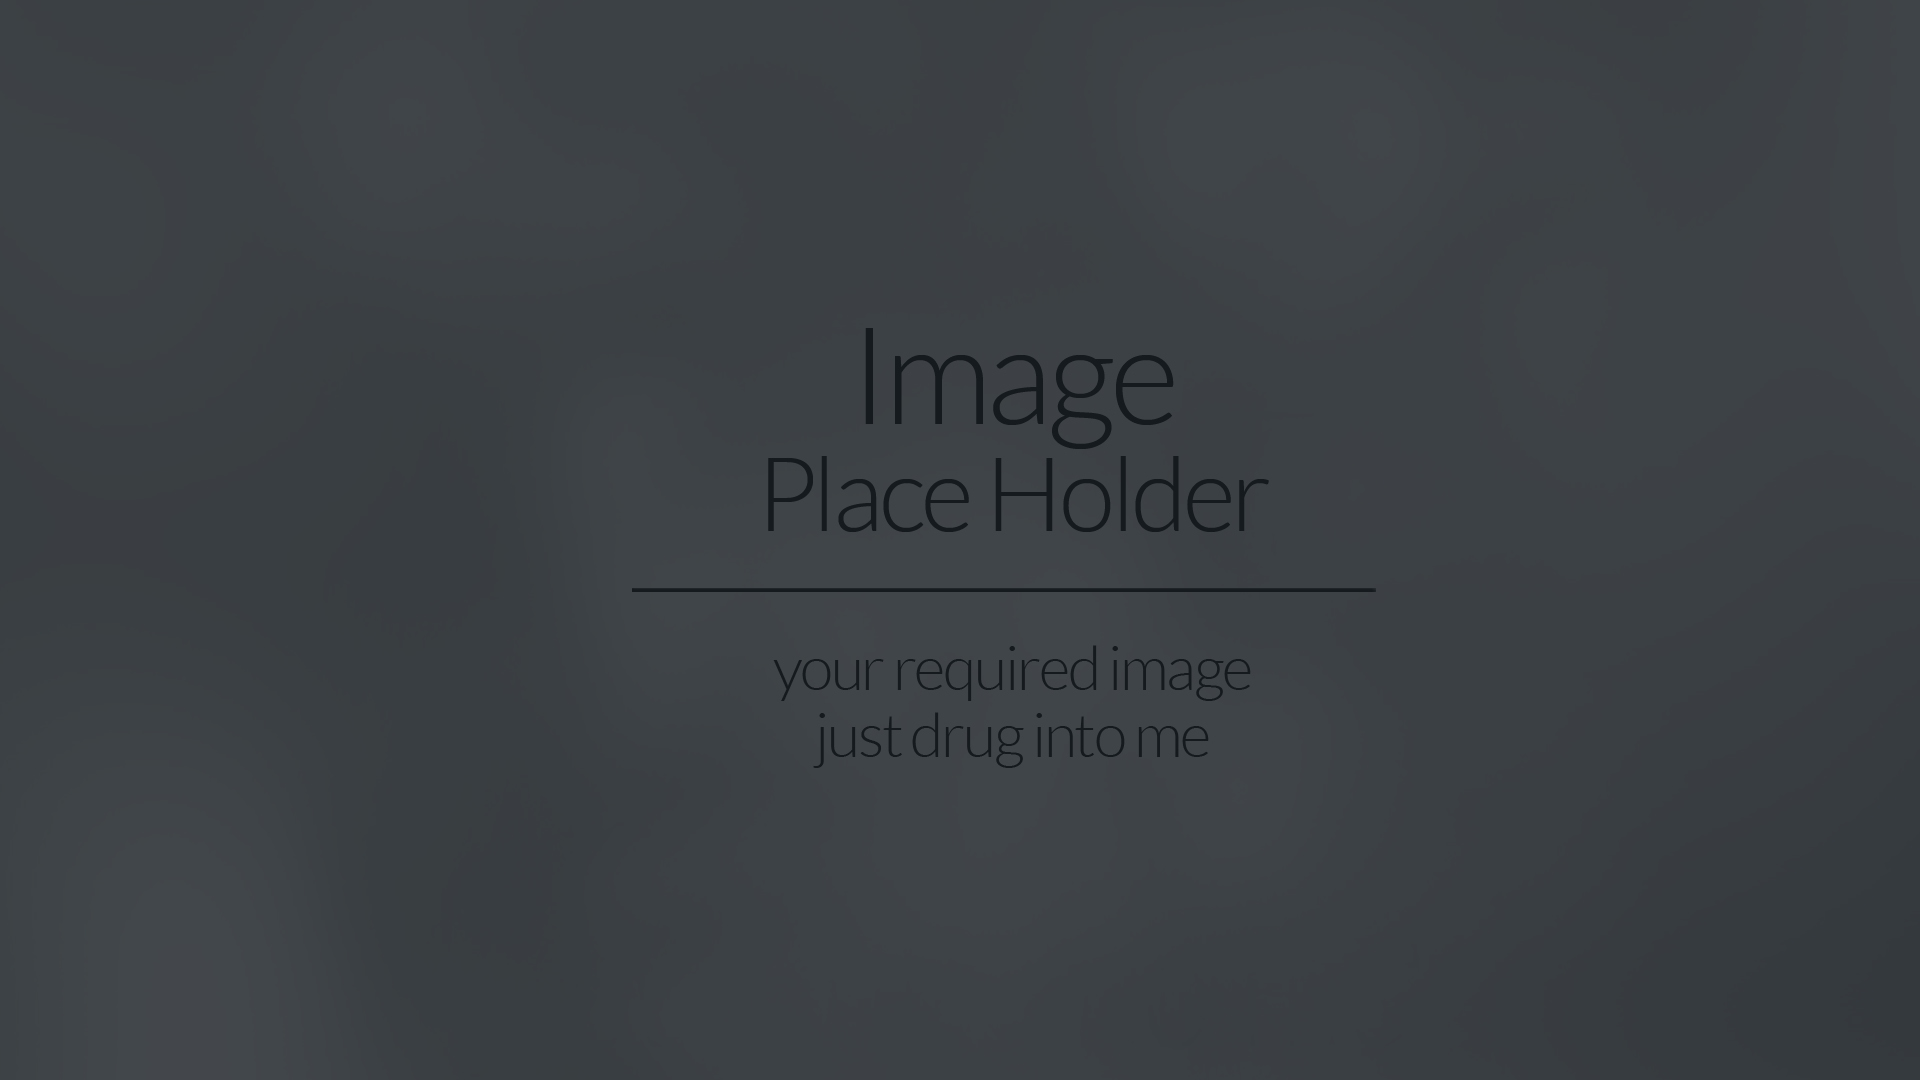 Image
Place Holder
your required image
just drug into me